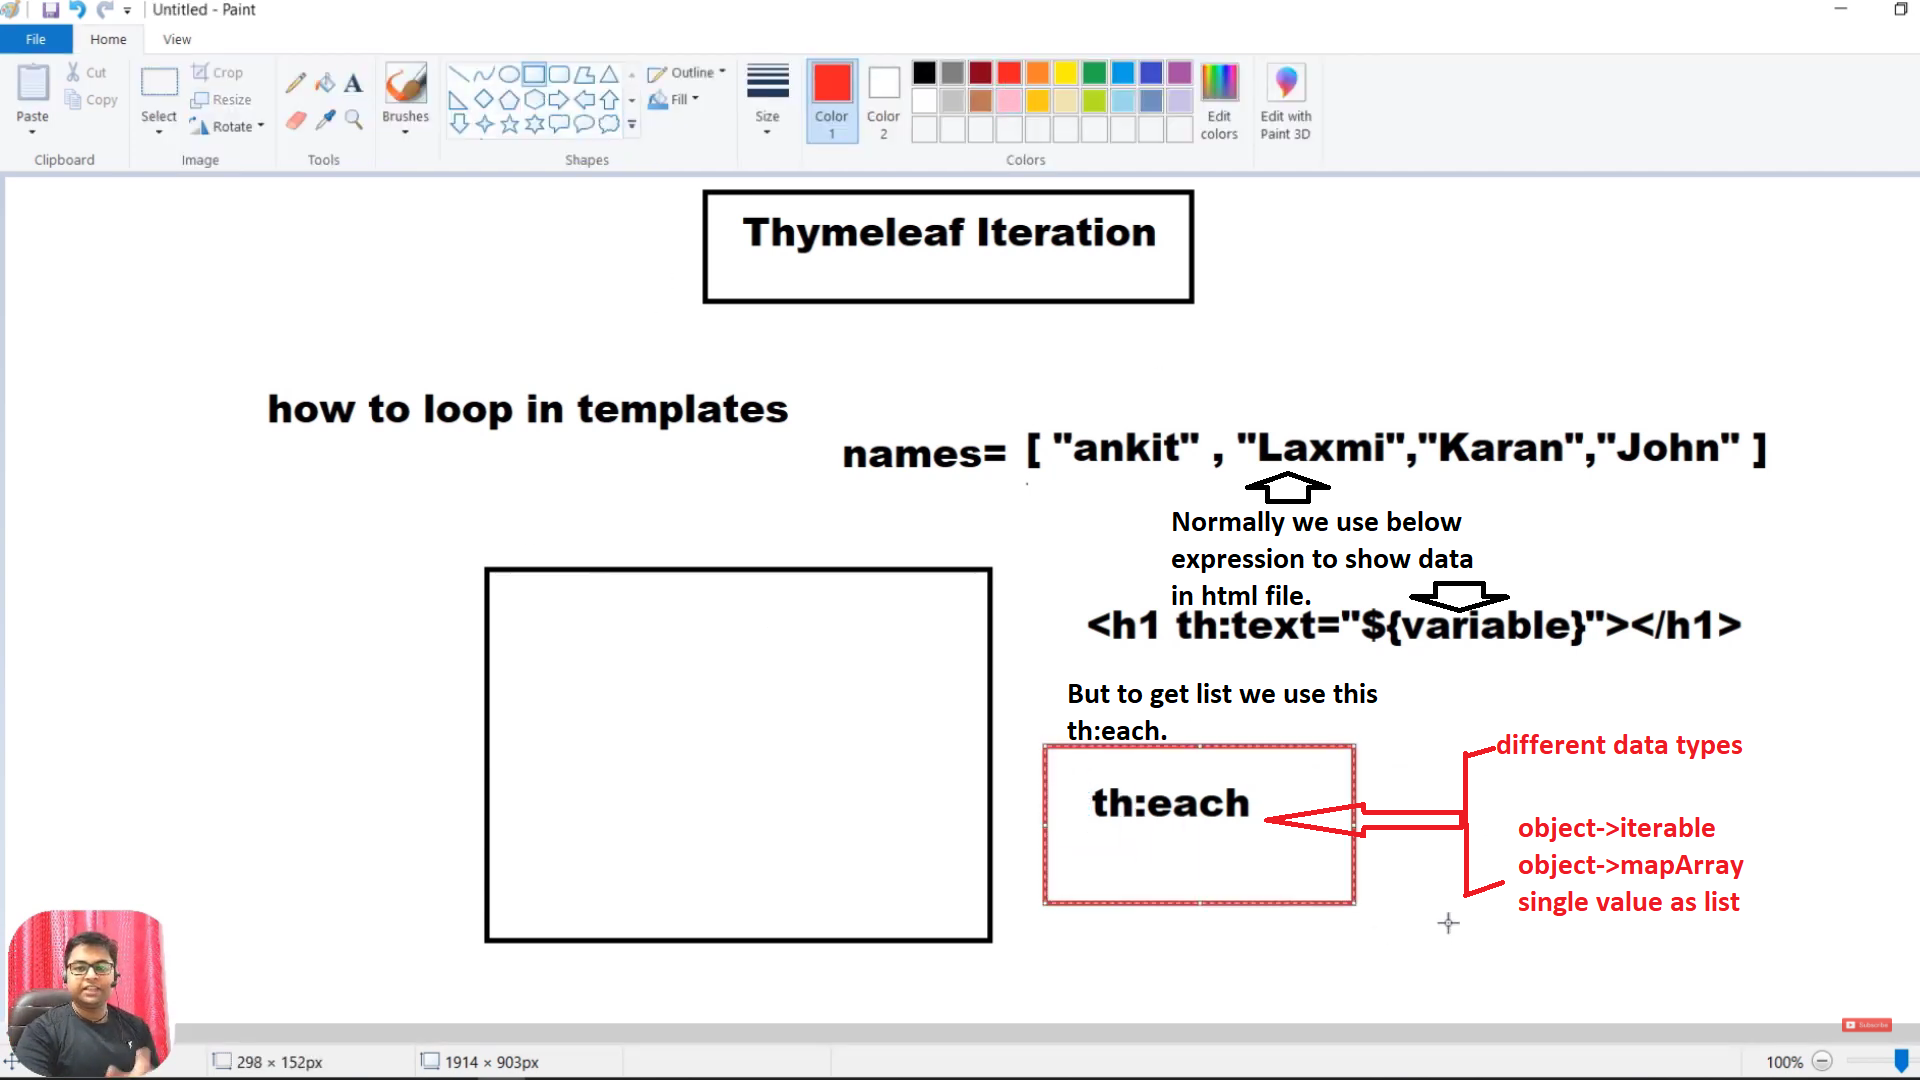 Untitled - Paint
File
Home
View
Paste
Cut
Copy
Clipboard
Select
Crop
Resize
Rotate
Image
Tools
Brushes
Shapes
Outline
Fill
Size
Color 1
Color 2
Edit colors
Edit with Paint 3D
Colors
Thymeleaf Iteration
how to loop in templates
names= [ "ankit" , "Laxmi","Karan","John" ]
Normally we use below
expression to show data
in html file.
<h1 th:text="${variable}"></h1>
But to get list we use this
th:each.
th:each
different data types
object->iterable
object->mapArray
single value as list
Subscribe
298 × 152px
1914 × 903px
100%